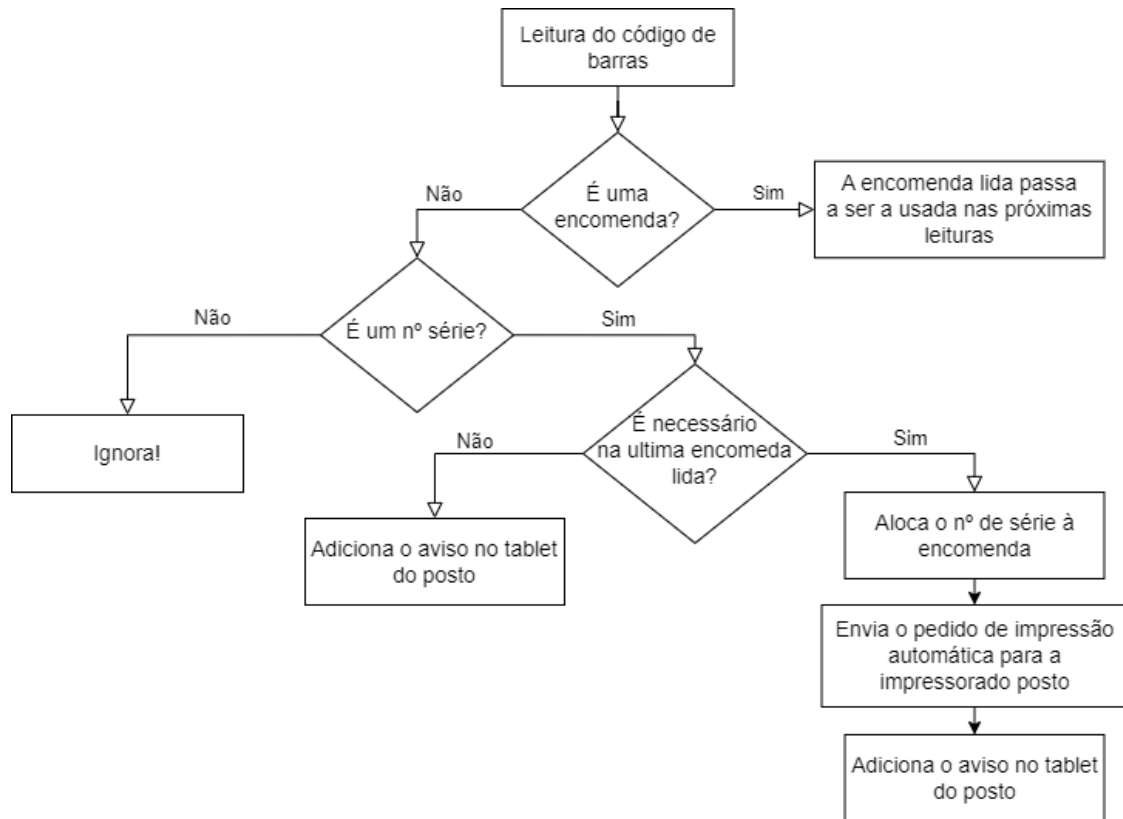 Leitura do código de
barras
É uma
encomenda?
Não
Sim
A encomenda lida passa
a ser a usada nas próximas
leituras
É um nº série?
Não
Sim
Ignora!
É necessário
na ultima encomeda
lida?
Não
Sim
Adiciona o aviso no tablet
do posto
Aloca o nº de série à
encomenda
Envia o pedido de impressão
automática para a
impressorado posto
Adiciona o aviso no tablet
do posto